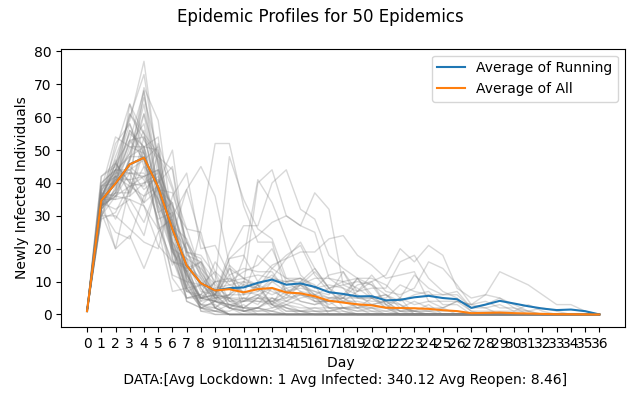 Epidemic Profiles for 50 Epidemics
80
70
60
50
40
30
20
10
0
Newly Infected Individuals
Average of Running
Average of All
0 1 2 3 4 5 6 7 8 9 10 11 12 13 14 15 16 17 18 19 20 21 22 23 24 25 26 27 28 29 30 31 32 33 34 35 36
Day
DATA:[Avg Lockdown: 1 Avg Infected: 340.12 Avg Reopen: 8.46]